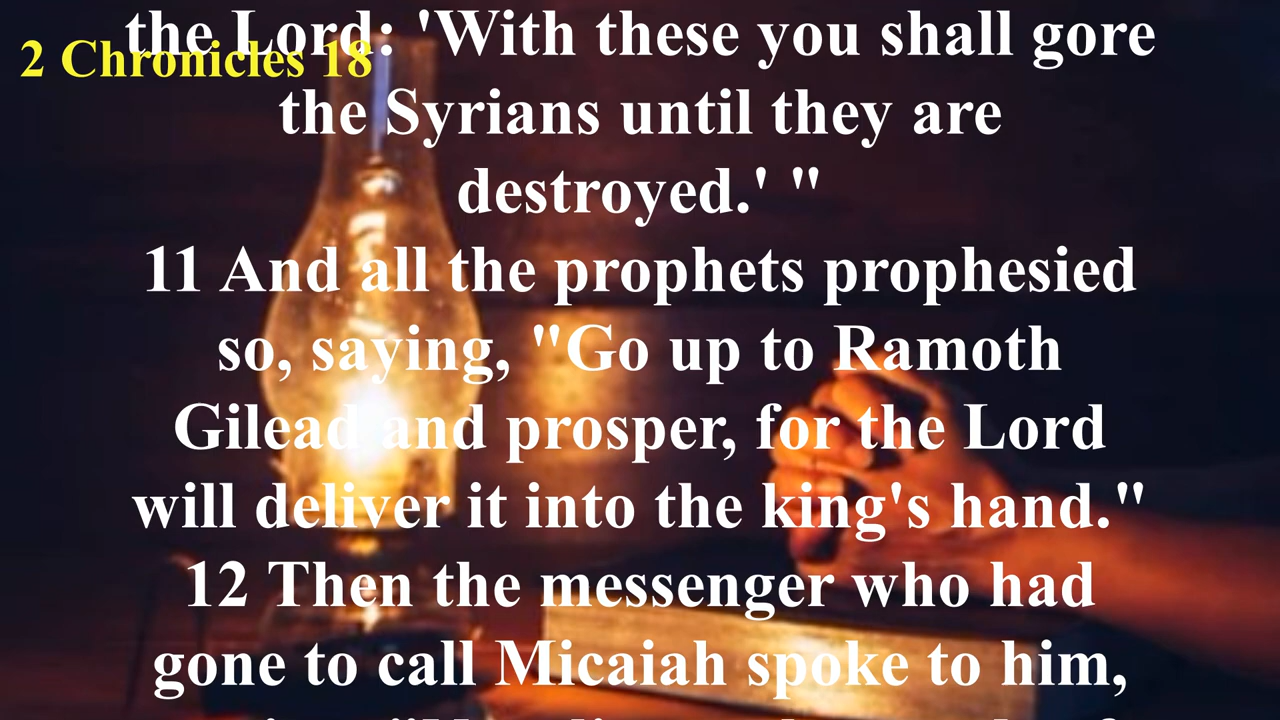 the Lord: 'With these you shall gore
2 Chronicles 18
the Syrians until they are
destroyed.' "
11 And all the prophets prophesied
so, saying, "Go up to Ramoth
Gilead and prosper, for the Lord
will deliver it into the king's hand."
12 Then the messenger who had
gone to call Micaiah spoke to him,